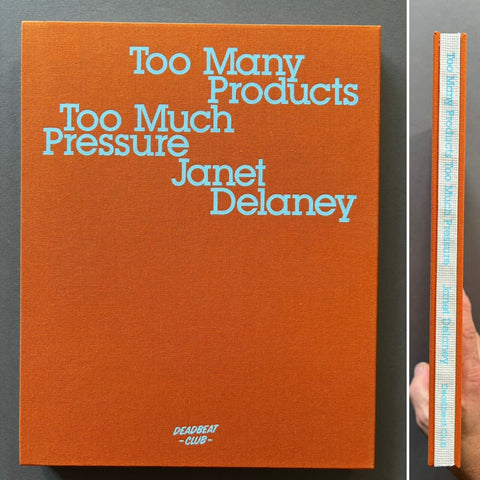 Too Many
Products
Too Much
Pressure
Janet
Delaney
DEADBEAT
-CLUB-
Too Many Products Too Much Pressure Janet Delaney Deadbeat Club